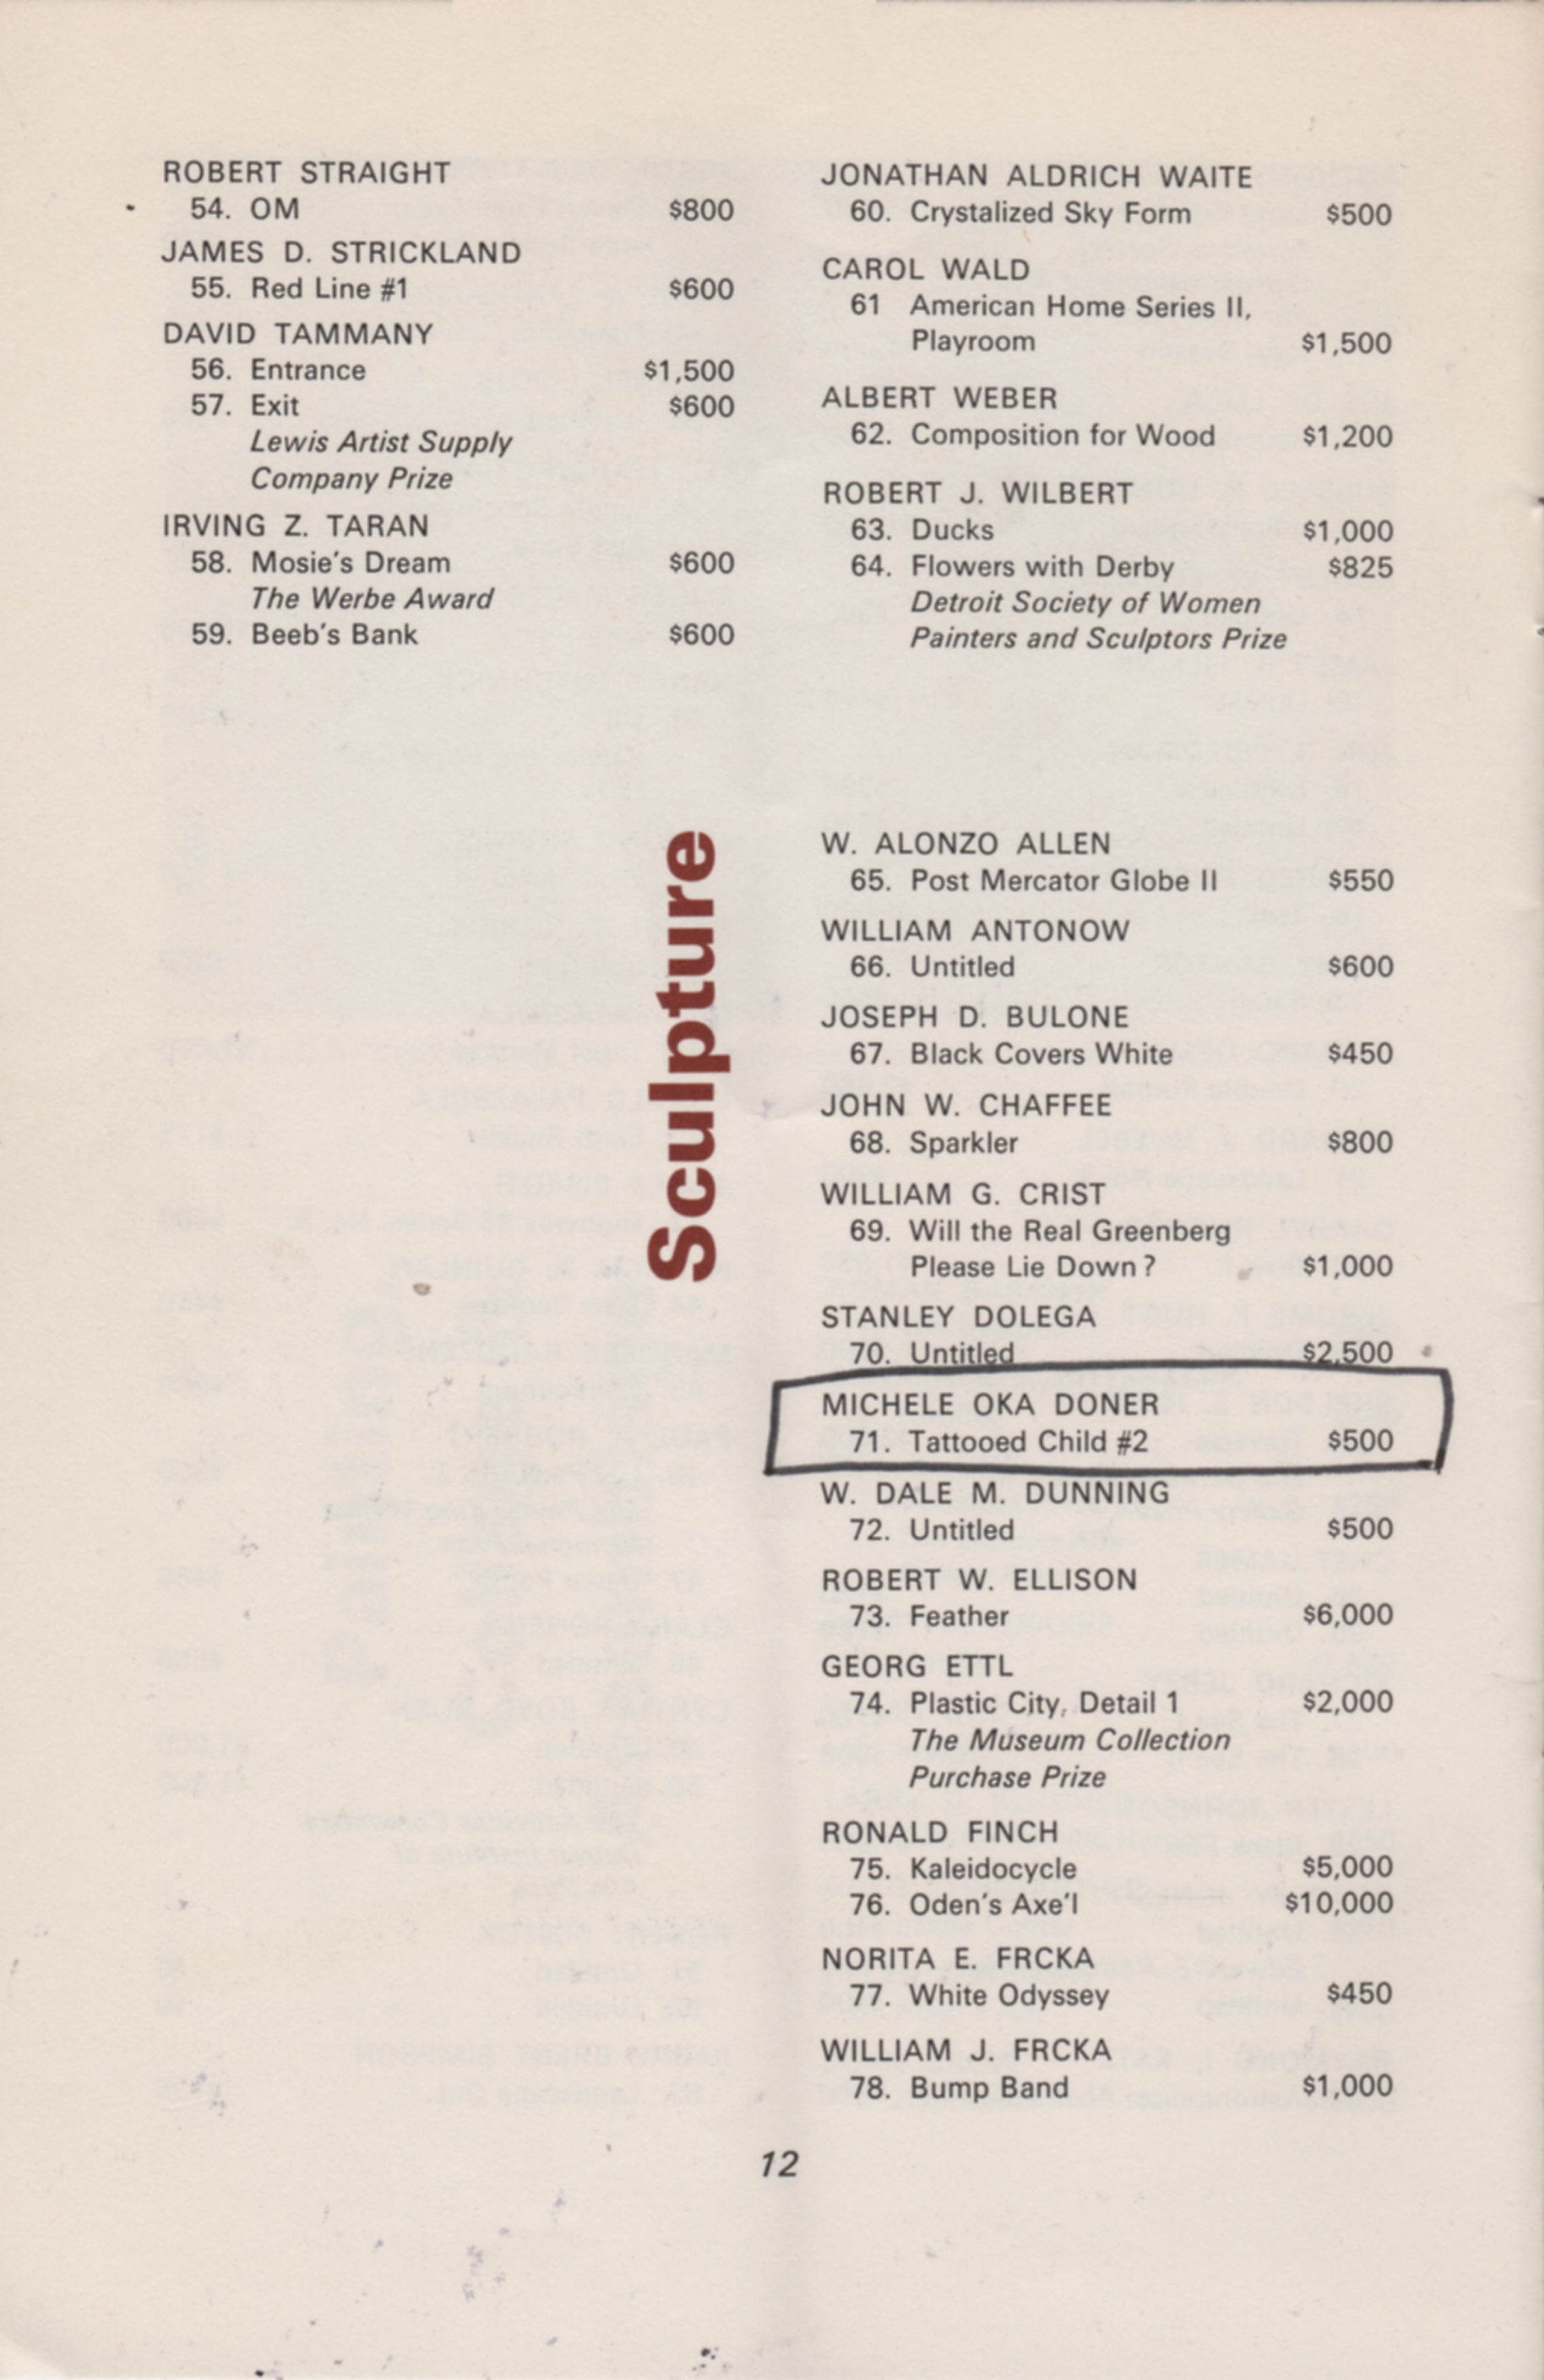 ROBERT STRAIGHT
54. OM $800
JAMES D. STRICKLAND
55. Red Line #1 $600
DAVID TAMMANY
56. Entrance $1,500
57. Exit $600
Lewis Artist Supply
Company Prize
IRVING Z. TARAN
58. Mosie's Dream $600
The Werbe Award
59. Beeb's Bank $600
JONATHAN ALDRICH WAITE
60. Crystalized Sky Form $500
CAROL WALD
61 American Home Series II,
Playroom $1,500
ALBERT WEBER
62. Composition for Wood $1,200
ROBERT J. WILBERT
63. Ducks $1,000
64. Flowers with Derby $825
Detroit Society of Women
Painters and Sculptors Prize
Sculpture
W. ALONZO ALLEN
65. Post Mercator Globe II $550
WILLIAM ANTONOW
66. Untitled $600
JOSEPH D. BULONE
67. Black Covers White $450
JOHN W. CHAFFEE
68. Sparkler $800
WILLIAM G. CRIST
69. Will the Real Greenberg
Please Lie Down? $1,000
STANLEY DOLEGA
70. Untitled $2,500
MICHELE OKA DONER
71. Tattooed Child #2 $500
W. DALE M. DUNNING
72. Untitled $500
ROBERT W. ELLISON
73. Feather $6,000
GEORG ETTL
74. Plastic City, Detail 1 $2,000
The Museum Collection
Purchase Prize
RONALD FINCH
75. Kaleidocycle $5,000
76. Oden's Axe'l $10,000
NORITA E. FRCKA
77. White Odyssey $450
WILLIAM J. FRCKA
78. Bump Band $1,000
12